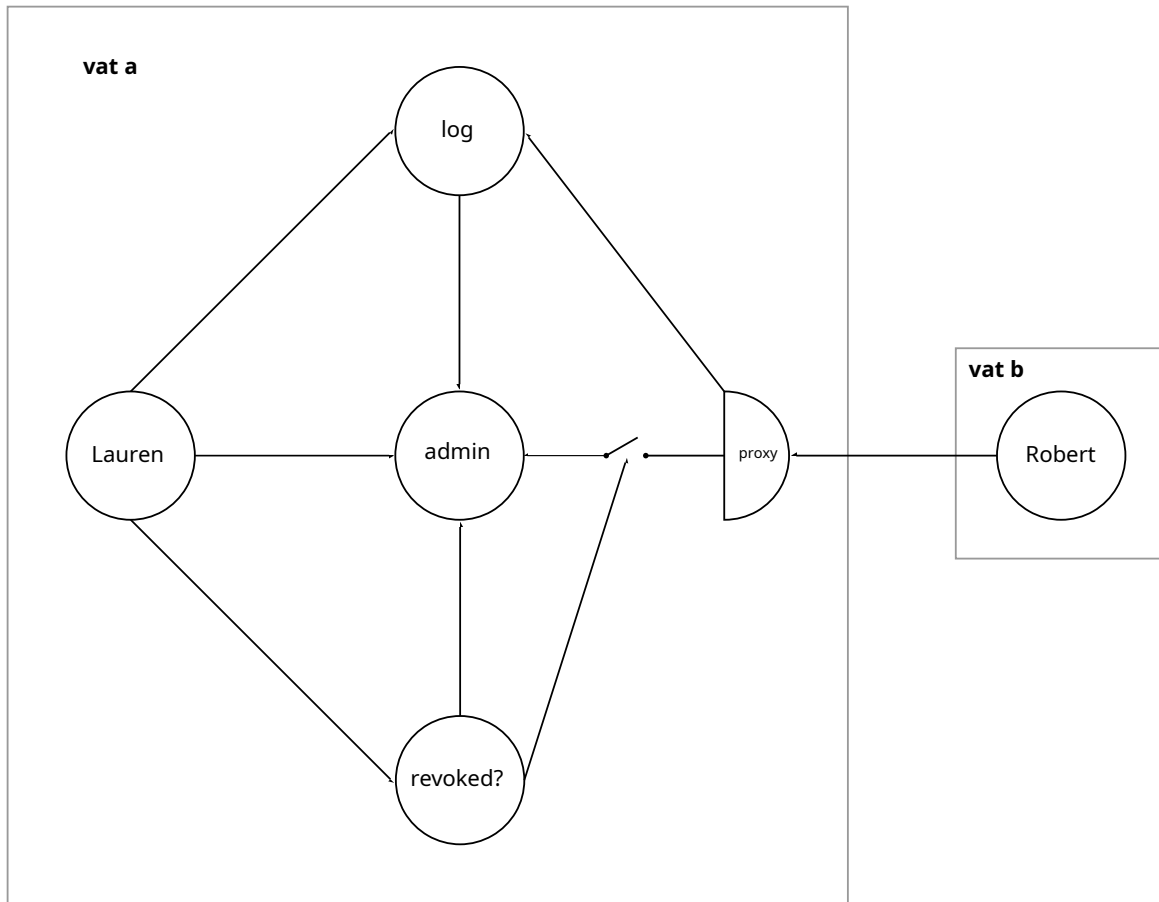 vat a
log
vat b
Lauren
admin
proxy
Robert
revoked?